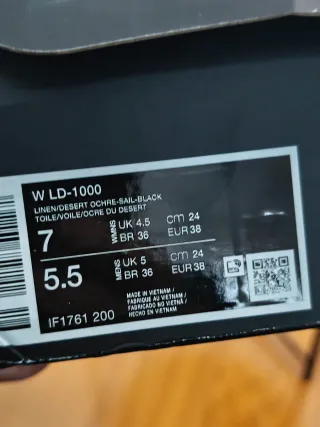 W LD-1000
LINEN/DESERT OCHRE-SAIL-BLACK
TOILE/VOILE/OCRE DU DESERT
7 WMNS UK 4.5 cm 24
BR 36 EUR 38
5.5 MENS UK 5 cm 24
BR 36 EUR 38
MADE IN VIETNAM /
FABRIQUE AU VIETNAM /
FABRICADO NO VIETNÃ /
HECHO EN VIETNAM
IF1761 200